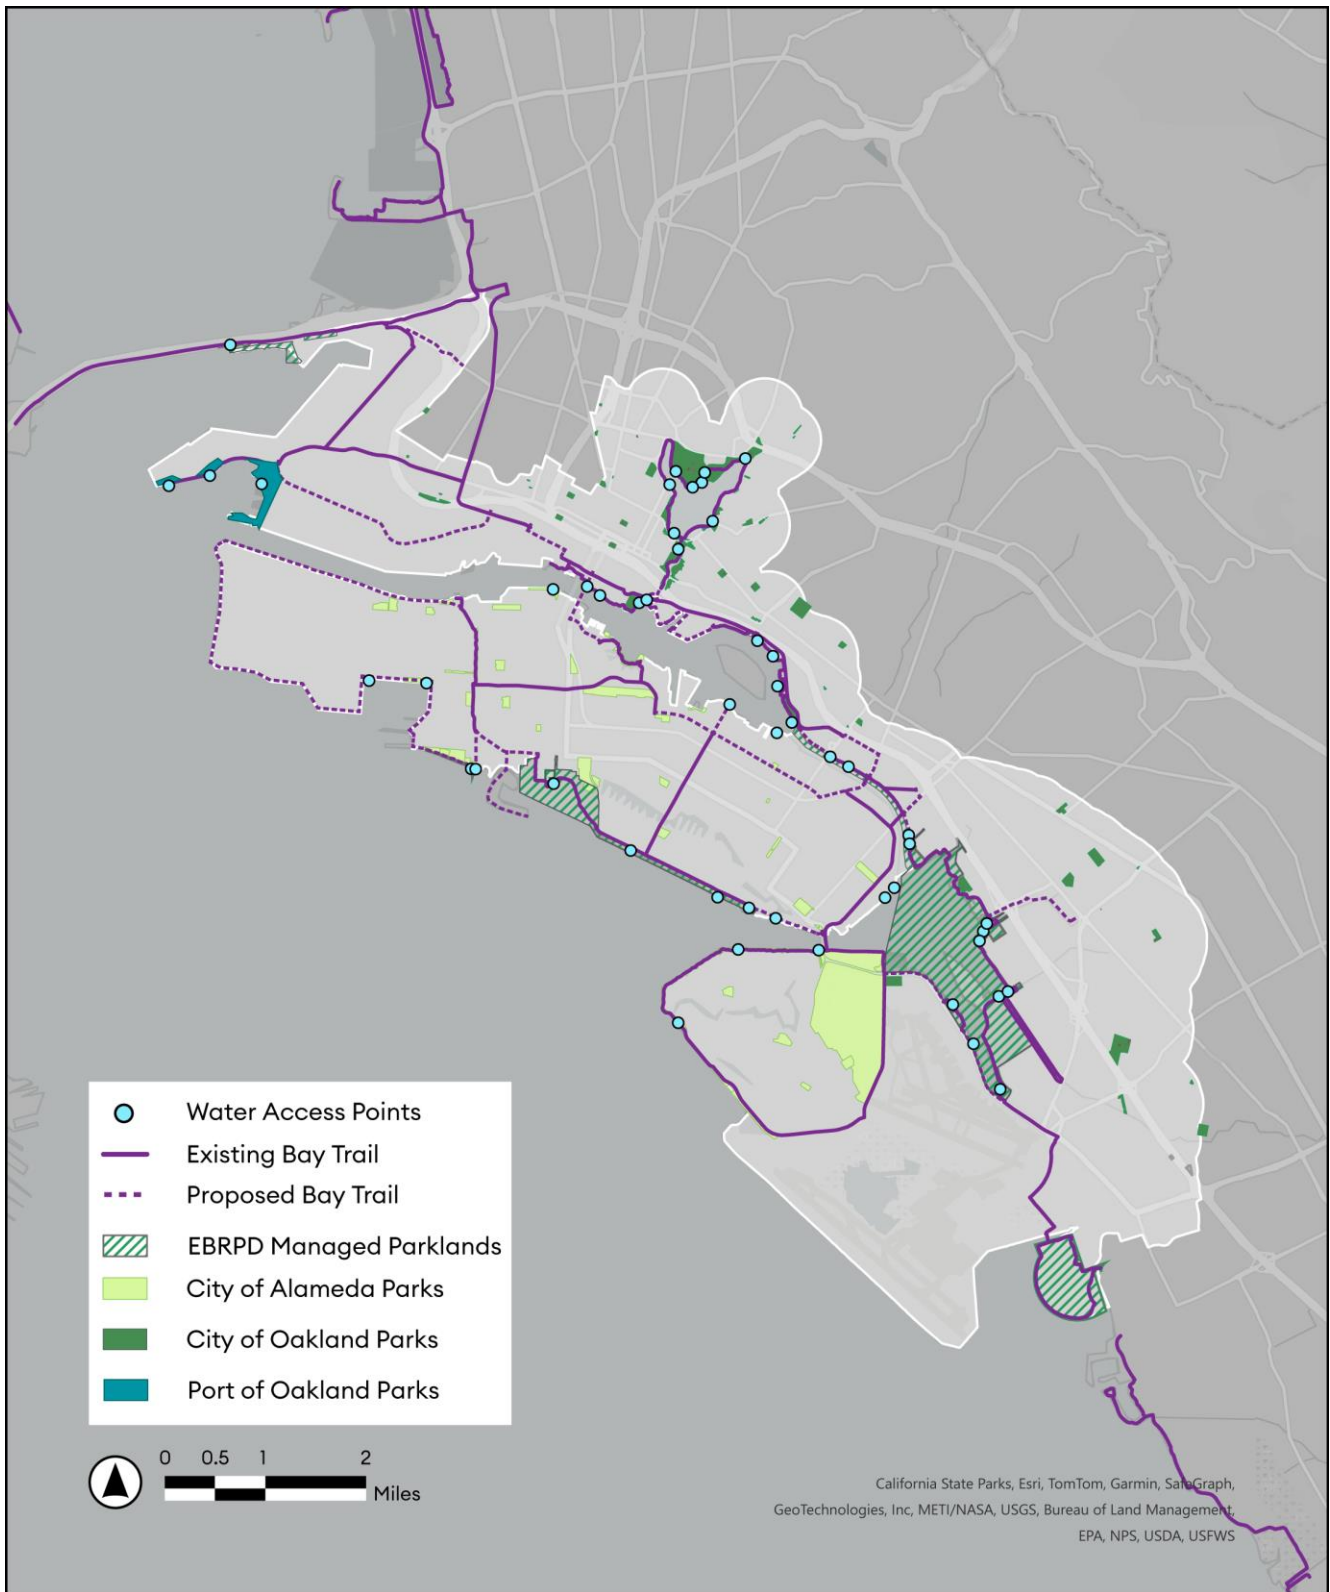 Water Access Points
Existing Bay Trail
Proposed Bay Trail
EBRPD Managed Parklands
City of Alameda Parks
City of Oakland Parks
Port of Oakland Parks
0 0.5 1 2
Miles
California State Parks, Esri, TomTom, Garmin, SafeGraph,
GeoTechnologies, Inc, METI/NASA, USGS, Bureau of Land Management,
EPA, NPS, USDA, USFWS